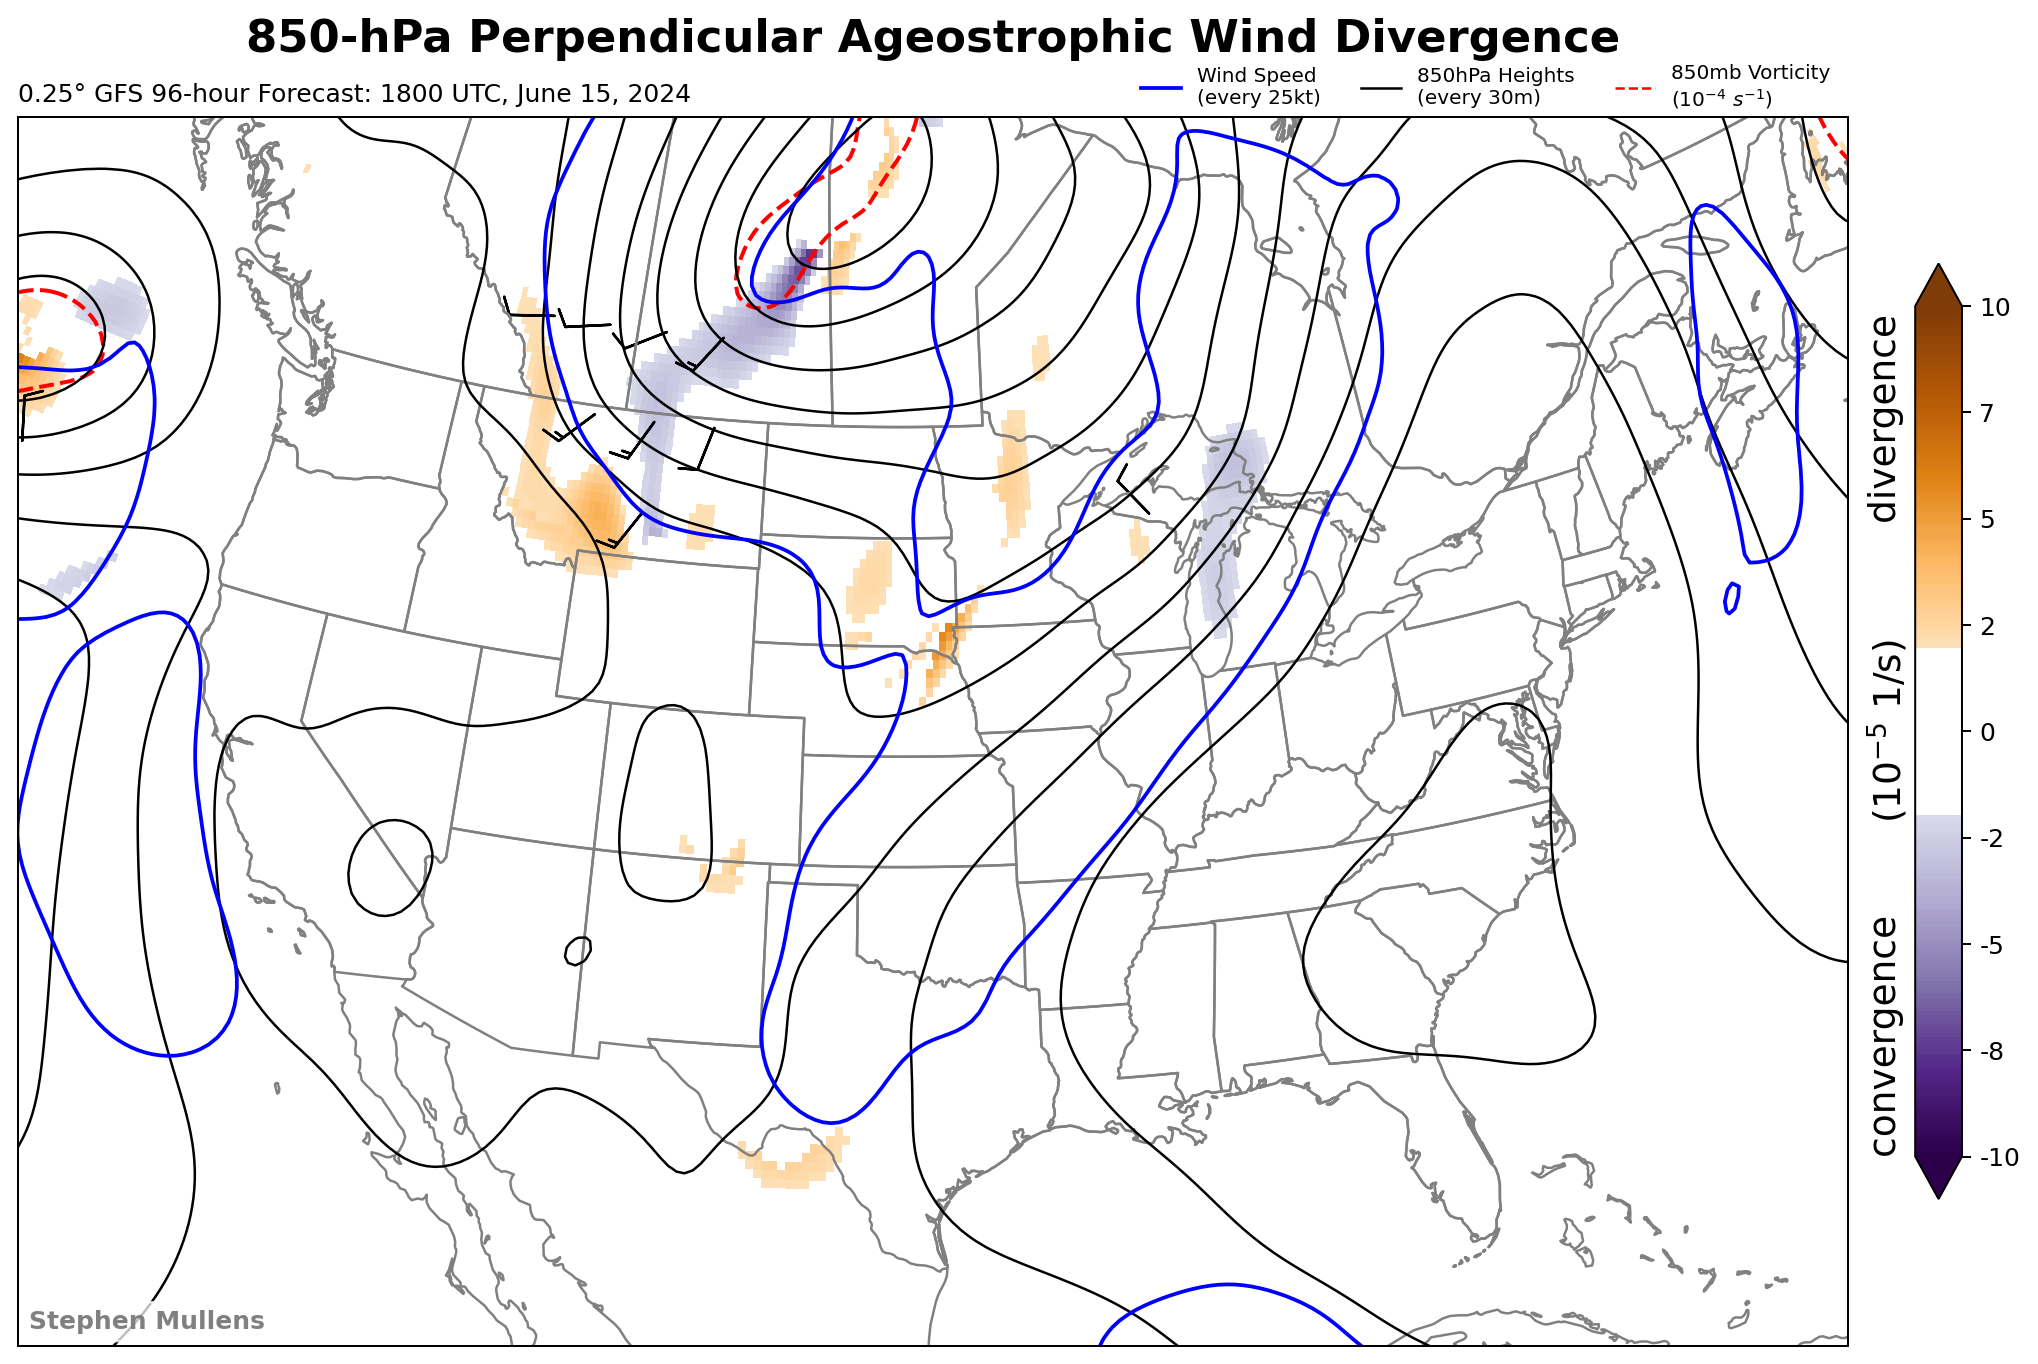 850-hPa Perpendicular Ageostrophic Wind Divergence
0.25° GFS 96-hour Forecast: 1800 UTC, June 15, 2024
Wind Speed
(every 25kt)
850hPa Heights
(every 30m)
850mb Vorticity
(10⁻⁴ s⁻¹)
10
7
5
2
0
-2
-5
-8
-10
convergence (10⁻⁵ 1/s) divergence
Stephen Mullens